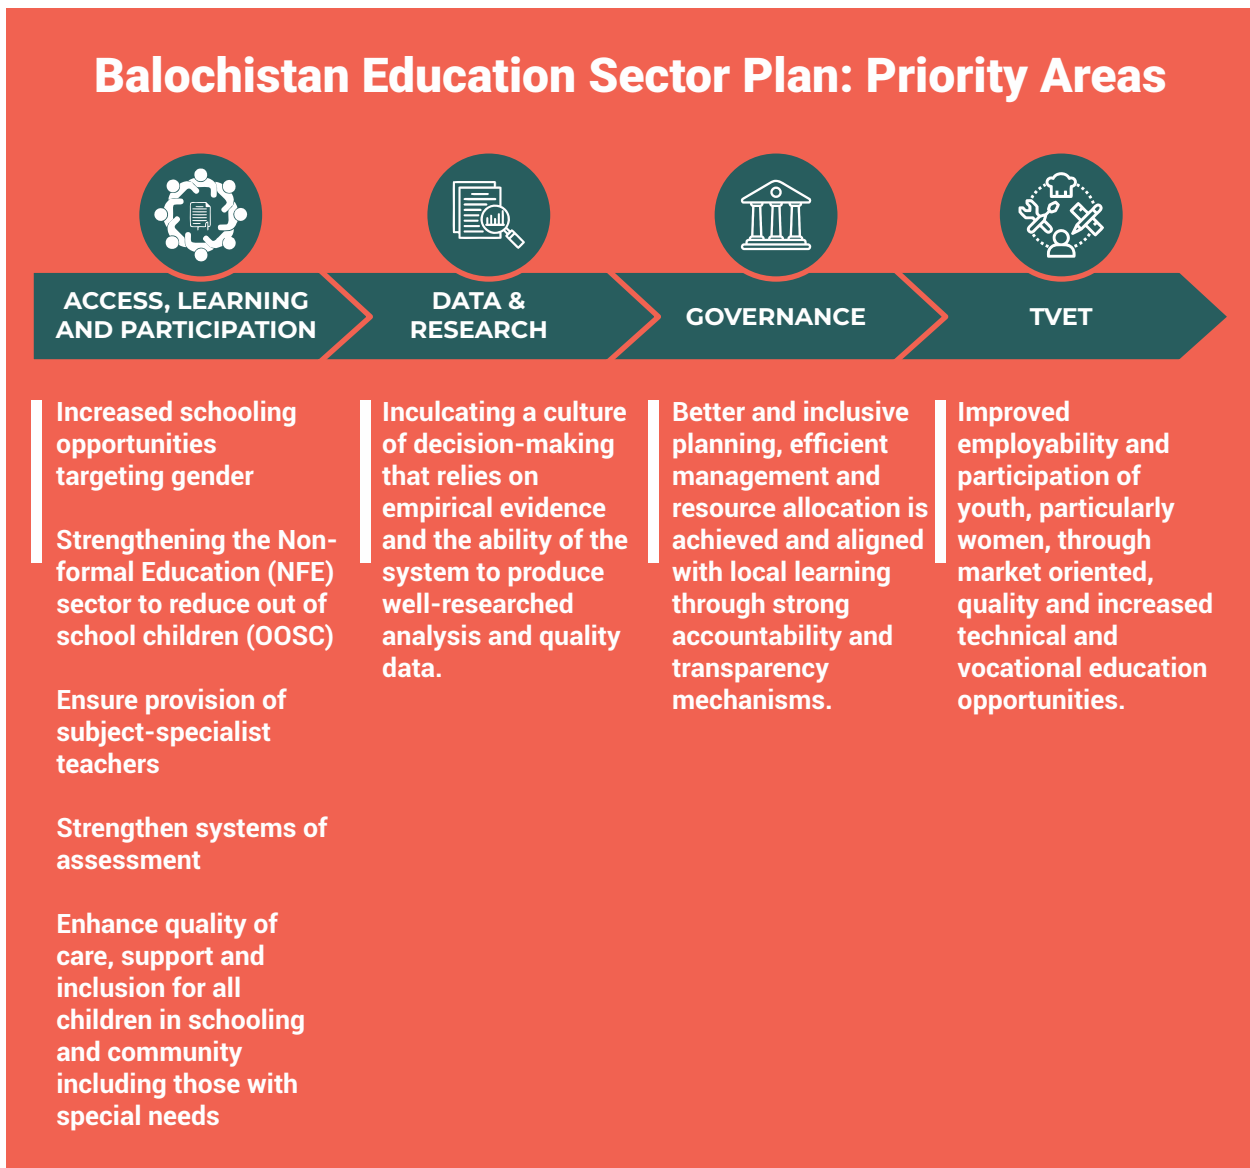 Balochistan Education Sector Plan: Priority Areas
ACCESS, LEARNING
AND PARTICIPATION
Increased schooling
opportunities
targeting gender
Strengthening the Non-
formal Education (NFE)
sector to reduce out of
school children (OOSC)
Ensure provision of
subject-specialist
teachers
Strengthen systems of
assessment
Enhance quality of
care, support and
inclusion for all
children in schooling
and community
including those with
special needs
DATA &
RESEARCH
Inculcating a culture
of decision-making
that relies on
empirical evidence
and the ability of the
system to produce
well-researched
analysis and quality
data.
GOVERNANCE
Better and inclusive
planning, efficient
management and
resource allocation is
achieved and aligned
with local learning
through strong
accountability and
transparency
mechanisms.
TVET
Improved
employability and
participation of
youth, particularly
women, through
market oriented,
quality and increased
technical and
vocational education
opportunities.